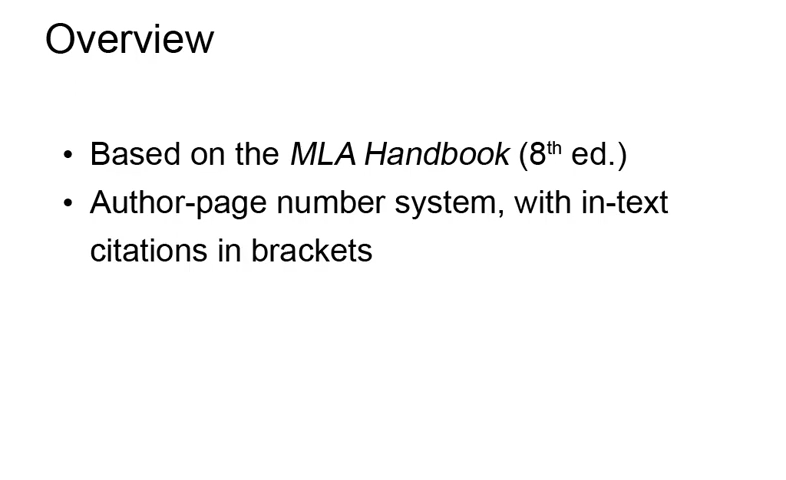 Overview
• Based on the MLA Handbook (8th ed.)
• Author-page number system, with in-text
citations in brackets